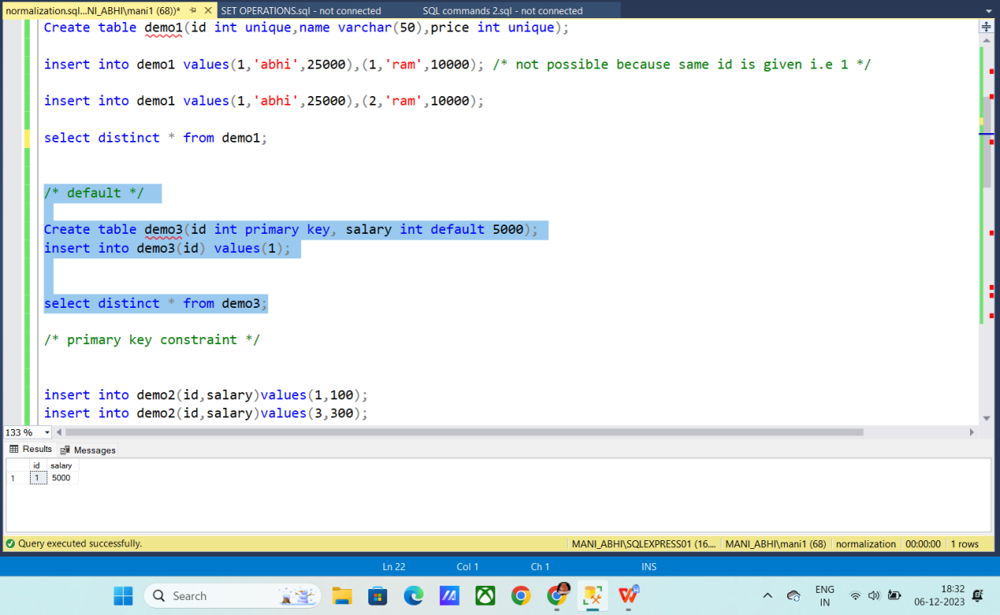 normalization.sql...NI_ABHI\mani1 (68))* SET OPERATIONS.sql - not connected SQL commands 2.sql - not connected
Create table demo1(id int unique,name varchar(50),price int unique);
insert into demo1 values(1,'abhi',25000),(1,'ram',10000); /* not possible because same id is given i.e 1 */
insert into demo1 values(1,'abhi',25000),(2,'ram',10000);
select distinct * from demo1;
/* default */
Create table demo3(id int primary key, salary int default 5000);
insert into demo3(id) values(1);
select distinct * from demo3;
/* primary key constraint */
insert into demo2(id,salary)values(1,100);
insert into demo2(id,salary)values(3,300);
133 %
Results Messages
id salary
1 1 5000
Query executed successfully. MANI_ABHI\SQLEXPRESS01 (16.... MANI_ABHI\mani1 (68) normalization 00:00:00 1 rows
Ln 22 Col 1 Ch 1 INS
Search
ENG
IN
18:32
06-12-2023